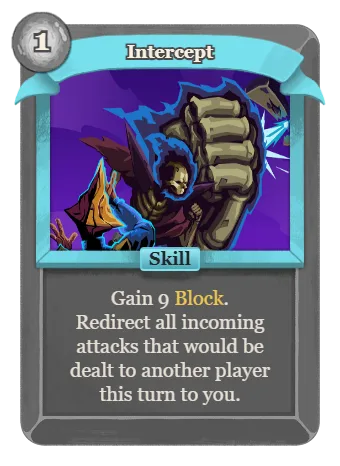 1
Intercept
Skill
Gain 9 Block.
Redirect all incoming
attacks that would be
dealt to another player
this turn to you.